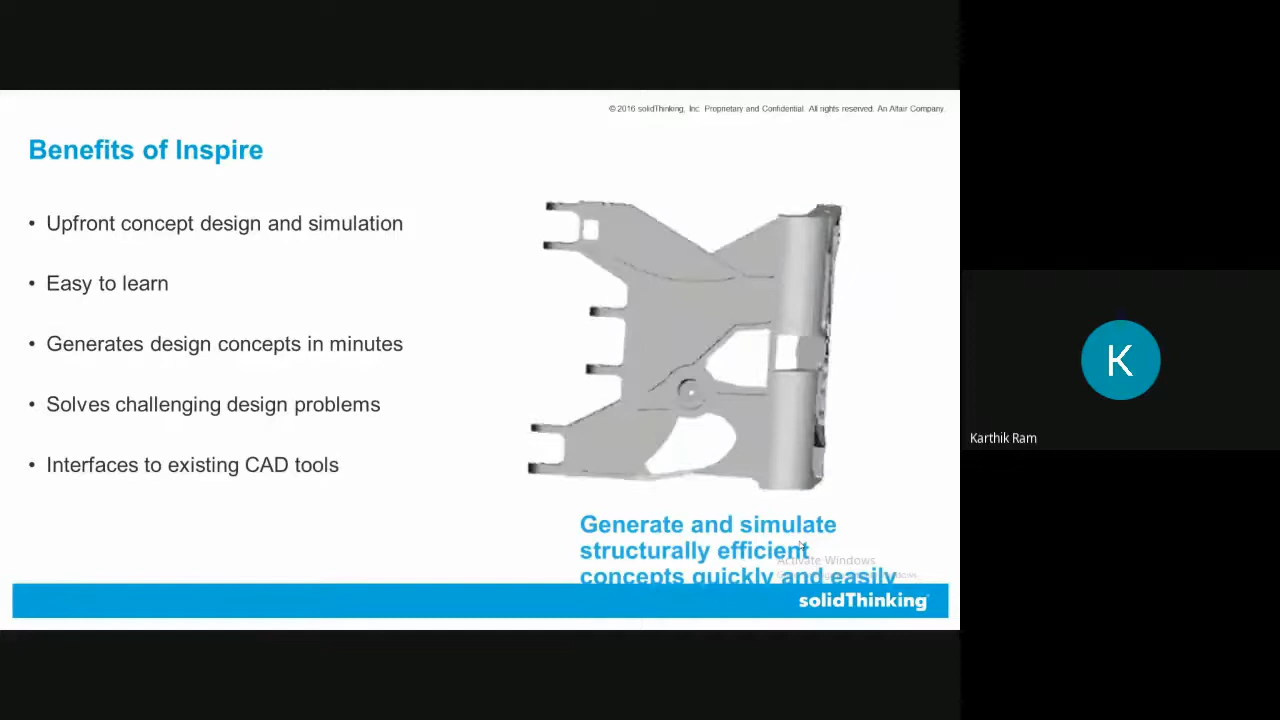 © 2016 solidThinking, Inc. Proprietary and Confidential. All rights reserved. An Altair Company.
Benefits of Inspire
• Upfront concept design and simulation
• Easy to learn
• Generates design concepts in minutes
• Solves challenging design problems
• Interfaces to existing CAD tools
Generate and simulate
structurally efficient
concepts quickly and easily
Activate Windows
solidThinking
K
Karthik Ram